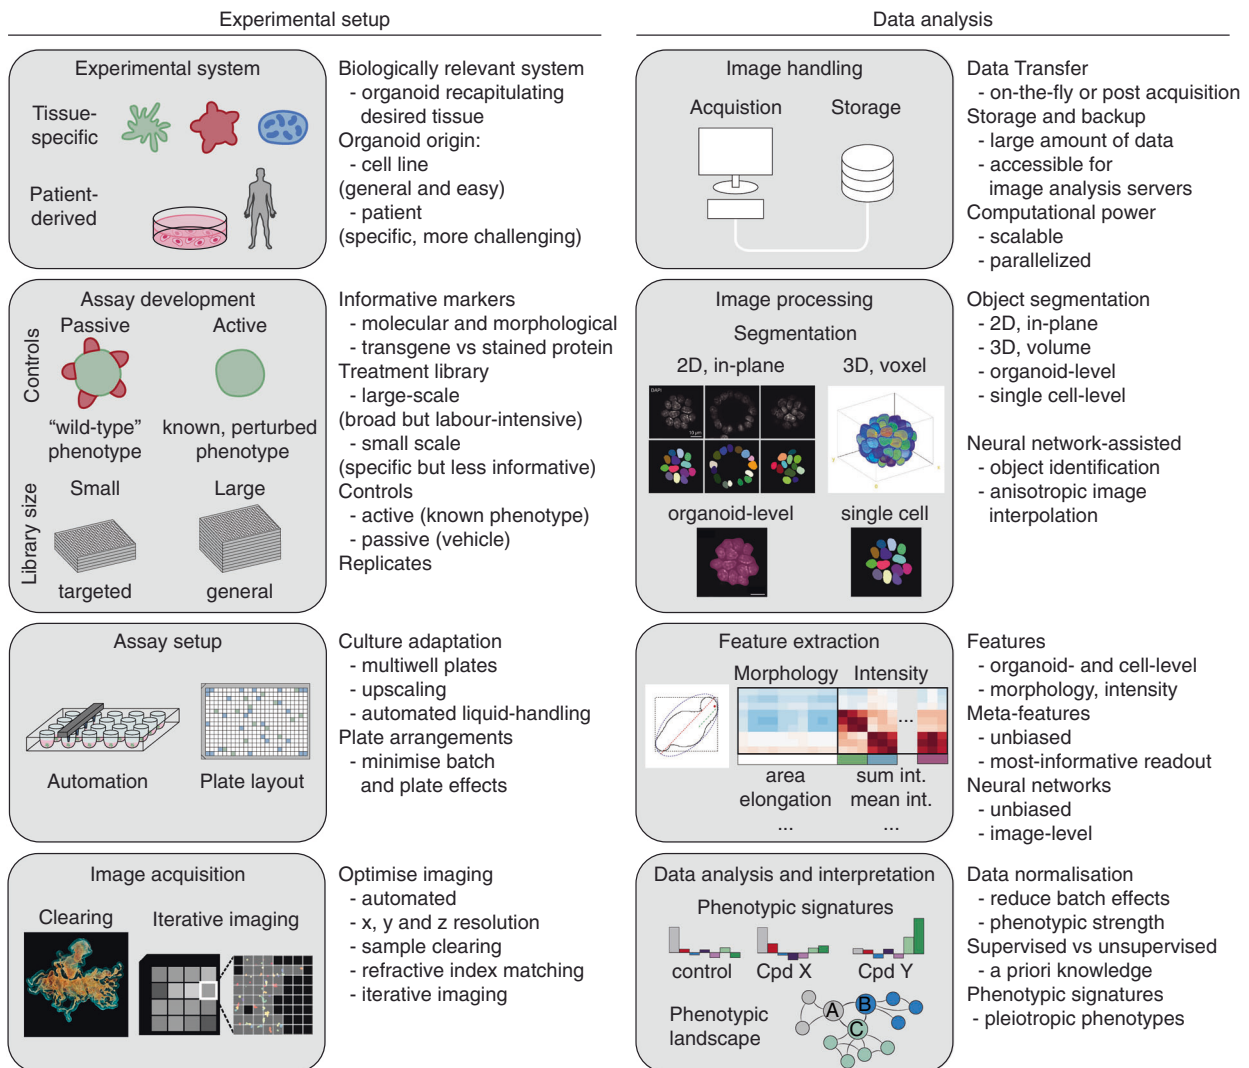 Experimental setup
Experimental system
Tissue-
specific
Patient-
derived
Biologically relevant system
- organoid recapitulating
desired tissue
Organoid origin:
- cell line
(general and easy)
- patient
(specific, more challenging)
Assay development
Controls
Passive
Active
"wild-type"
phenotype
known, perturbed
phenotype
Library size
Small
Large
targeted
general
Informative markers
- molecular and morphological
- transgene vs stained protein
Treatment library
- large-scale
(broad but labour-intensive)
- small scale
(specific but less informative)
Controls
- active (known phenotype)
- passive (vehicle)
Replicates
Assay setup
Automation
Plate layout
Culture adaptation
- multiwell plates
- upscaling
- automated liquid-handling
Plate arrangements
- minimise batch
and plate effects
Image acquisition
Clearing
Iterative imaging
Optimise imaging
- automated
- x, y and z resolution
- sample clearing
- refractive index matching
- iterative imaging
Data analysis
Image handling
Acquistion
Storage
Data Transfer
- on-the-fly or post acquisition
Storage and backup
- large amount of data
- accessible for
image analysis servers
Computational power
- scalable
- parallelized
Image processing
Segmentation
2D, in-plane
3D, voxel
DAPI
10 µm
organoid-level
single cell
Object segmentation
- 2D, in-plane
- 3D, volume
- organoid-level
- single cell-level
Neural network-assisted
- object identification
- anisotropic image
interpolation
Feature extraction
Morphology
Intensity
...
area
elongation
...
sum int.
mean int.
...
Features
- organoid- and cell-level
- morphology, intensity
Meta-features
- unbiased
- most-informative readout
Neural networks
- unbiased
- image-level
Data analysis and interpretation
Phenotypic signatures
control
Cpd X
Cpd Y
Phenotypic
landscape
A
B
C
Data normalisation
- reduce batch effects
- phenotypic strength
Supervised vs unsupervised
- a priori knowledge
Phenotypic signatures
- pleiotropic phenotypes